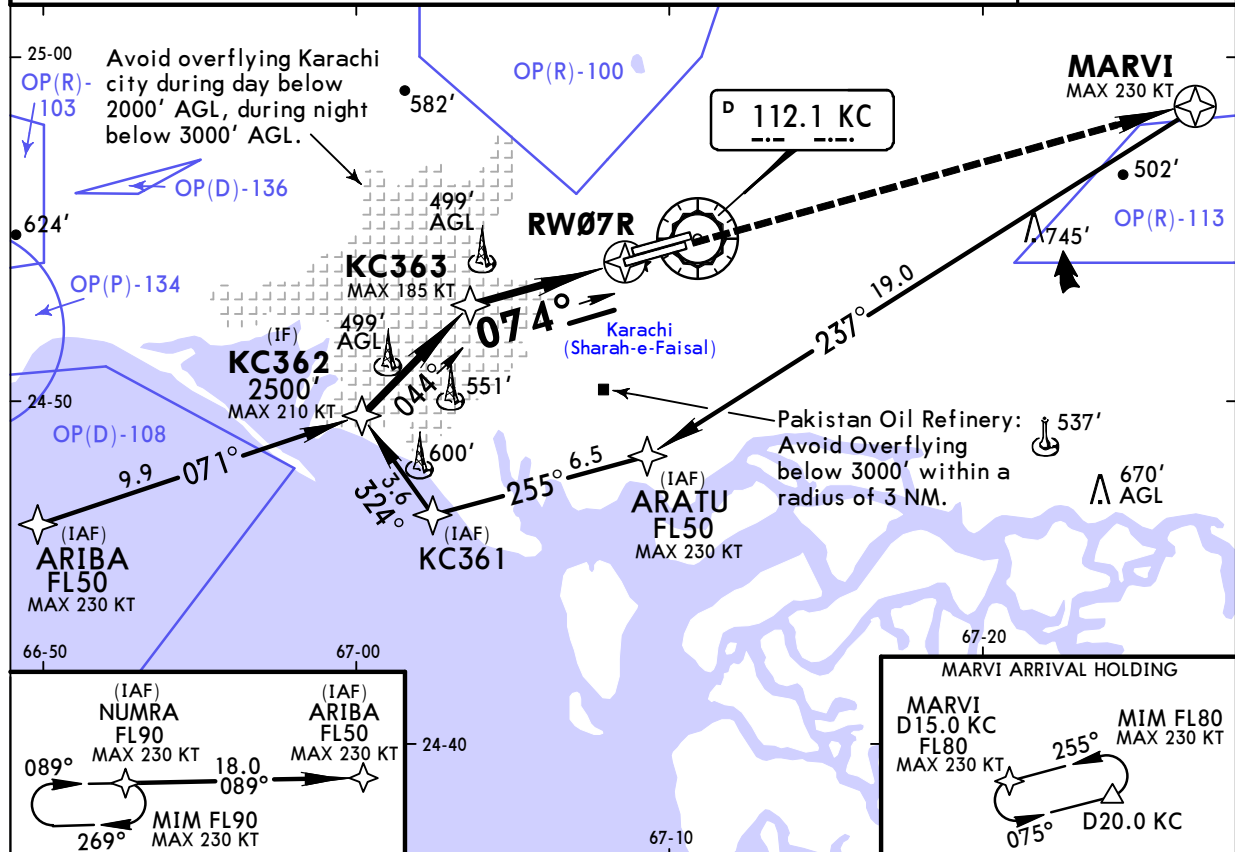 25-00
OP(R)-
103
Avoid overflying Karachi
city during day below
2000' AGL, during night
below 3000' AGL.
582'
OP(R)-100
MARVI
MAX 230 KT
D 112.1 KC
OP(D)-136
502'
OP(R)-113
624'
499'
AGL
RWØ7R
745'
KC363
MAX 185 KT
OP(P)-134
074°
Karachi
(Sharah-e-Faisal)
19.0
237°
(IF)
KC362
2500'
MAX 210 KT
499'
AGL
044°
551'
24-50
OP(D)-108
Pakistan Oil Refinery:
Avoid Overflying
below 3000' within a
radius of 3 NM.
537'
9.9
071°
600'
3.6
324°
255°
6.5
670'
AGL
(IAF)
ARATU
FL50
MAX 230 KT
(IAF)
KC361
(IAF)
ARIBA
FL50
MAX 230 KT
66-50
67-00
67-20
(IAF)
NUMRA
FL90
MAX 230 KT
(IAF)
ARIBA
FL50
MAX 230 KT
089°
18.0
089°
MIM FL90
MAX 230 KT
269°
24-40
67-10
MARVI ARRIVAL HOLDING
MARVI
D15.0 KC
FL80
MAX 230 KT
255°
MIM FL80
MAX 230 KT
075°
D20.0 KC